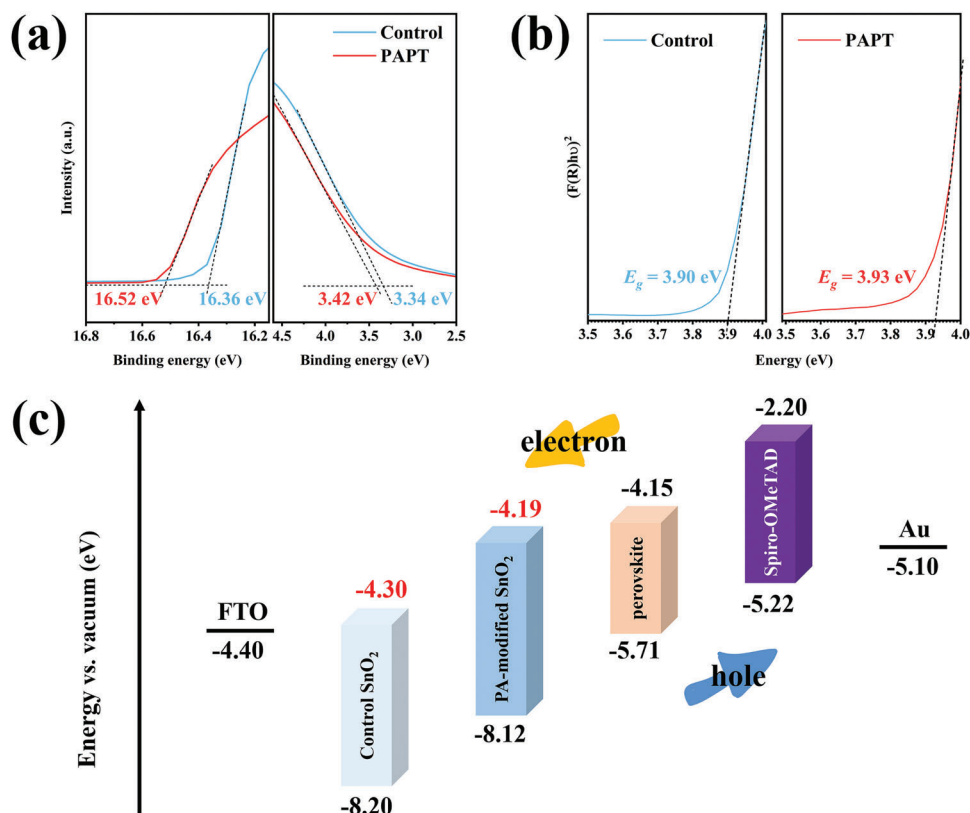 (a)
Control
PAPT
Intensity (a.u.)
16.52 eV
16.36 eV
3.42 eV
3.34 eV
16.8 16.6 16.4 16.2 4.5 4.0 3.5 3.0 2.5
Binding energy (eV) Binding energy (eV)
(b)
Control
PAPT
(F(R)hυ)²
E_g = 3.90 eV
E_g = 3.93 eV
3.5 3.6 3.7 3.8 3.9 4.0 3.5 3.6 3.7 3.8 3.9 4.0
Energy (eV)
(c)
Energy vs. vacuum (eV)
electron
hole
FTO
-4.40
-4.30
Control SnO₂
-8.20
-4.19
PA-modified SnO₂
-8.12
-4.15
perovskite
-5.71
-2.20
Spiro-OMeTAD
-5.22
Au
-5.10